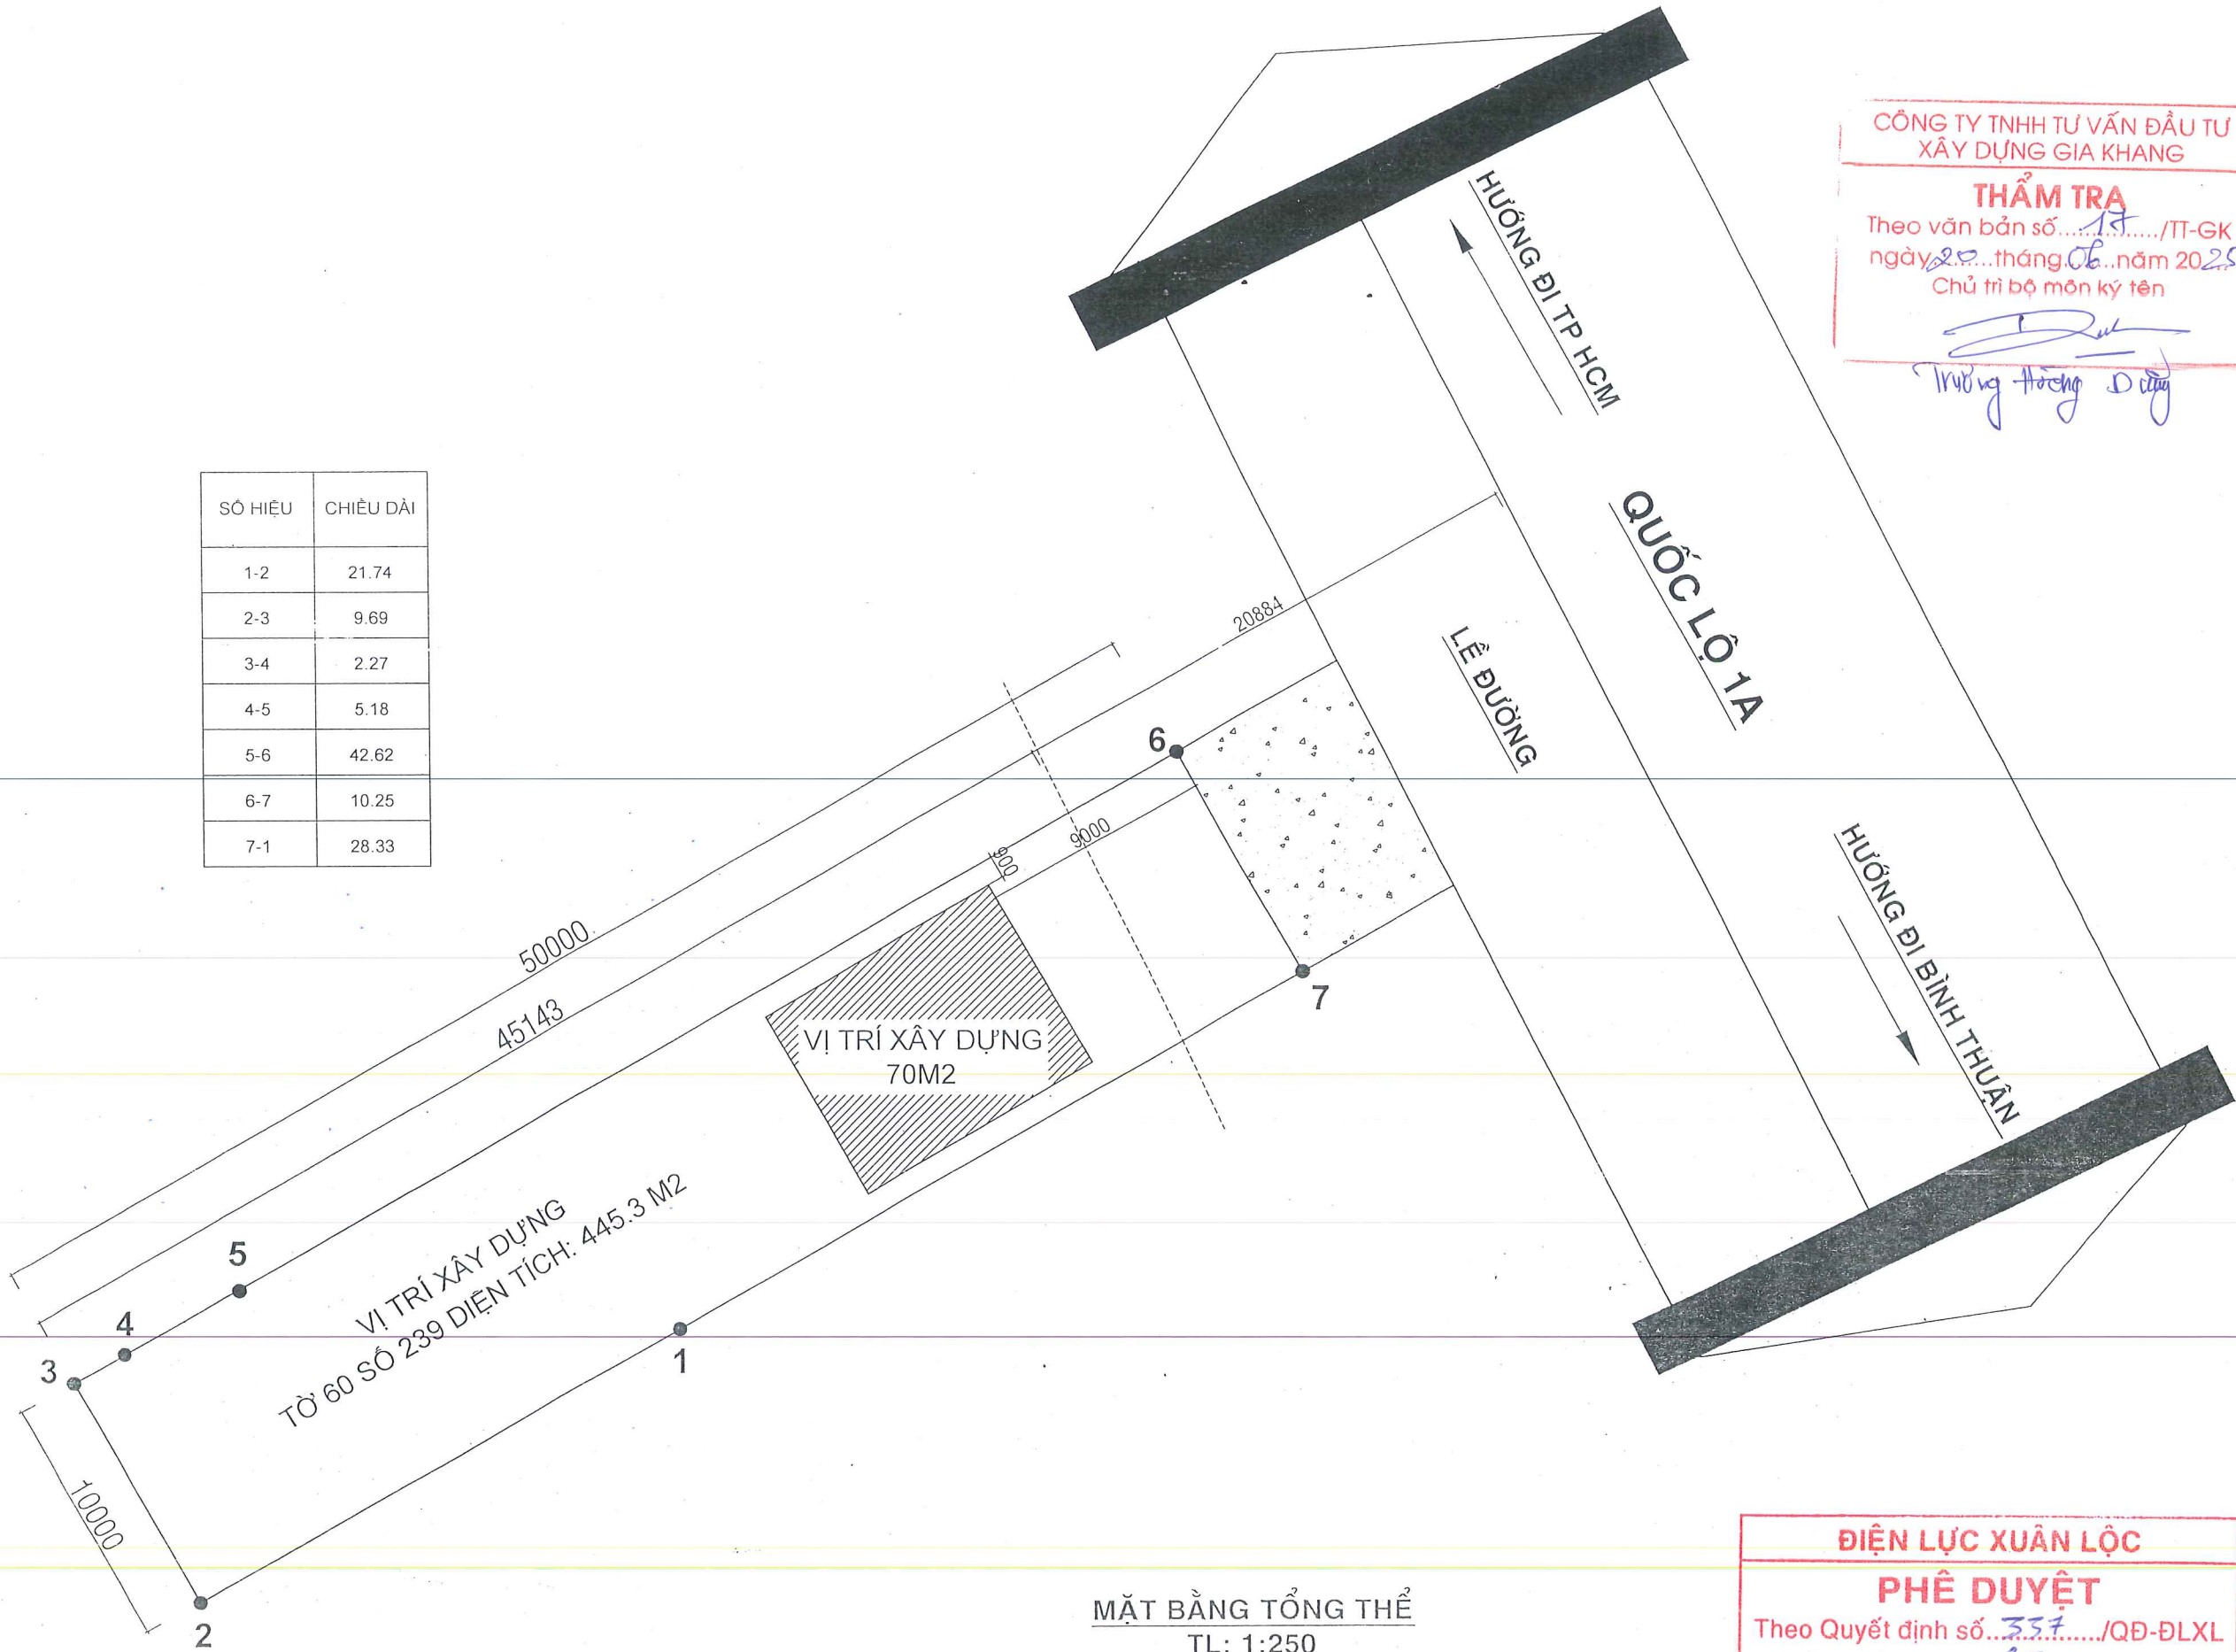 CÔNG TY TNHH TƯ VẤN ĐẦU TƯ
XÂY DỰNG GIA KHANG
THẨM TRA
Theo văn bản số....17....../TT-GK
ngày 20...tháng.06..năm 2025
Chủ trì bộ môn ký tên
Trương Hoàng
HƯỚNG ĐI TP HCM
QUỐC LỘ 1A
LỀ ĐƯỜNG
HƯỚNG ĐI BÌNH THUẬN
SỐ HIỆU CHIỀU DÀI
1-2 21.74
2-3 9.69
3-4 2.27
4-5 5.18
5-6 42.62
6-7 10.25
7-1 28.33
20884
6
9000
900
50000
45143
7
VỊ TRÍ XÂY DỰNG
70M2
VỊ TRÍ XÂY DỰNG
TỜ 60 SỐ 239 DIỆN TÍCH: 445.3 M2
5
4
3
1
10000
2
MẶT BẰNG TỔNG THỂ
TL: 1:250
ĐIỆN LỰC XUÂN LỘC
PHÊ DUYỆT
Theo Quyết định số...337....../QĐ-ĐLXL